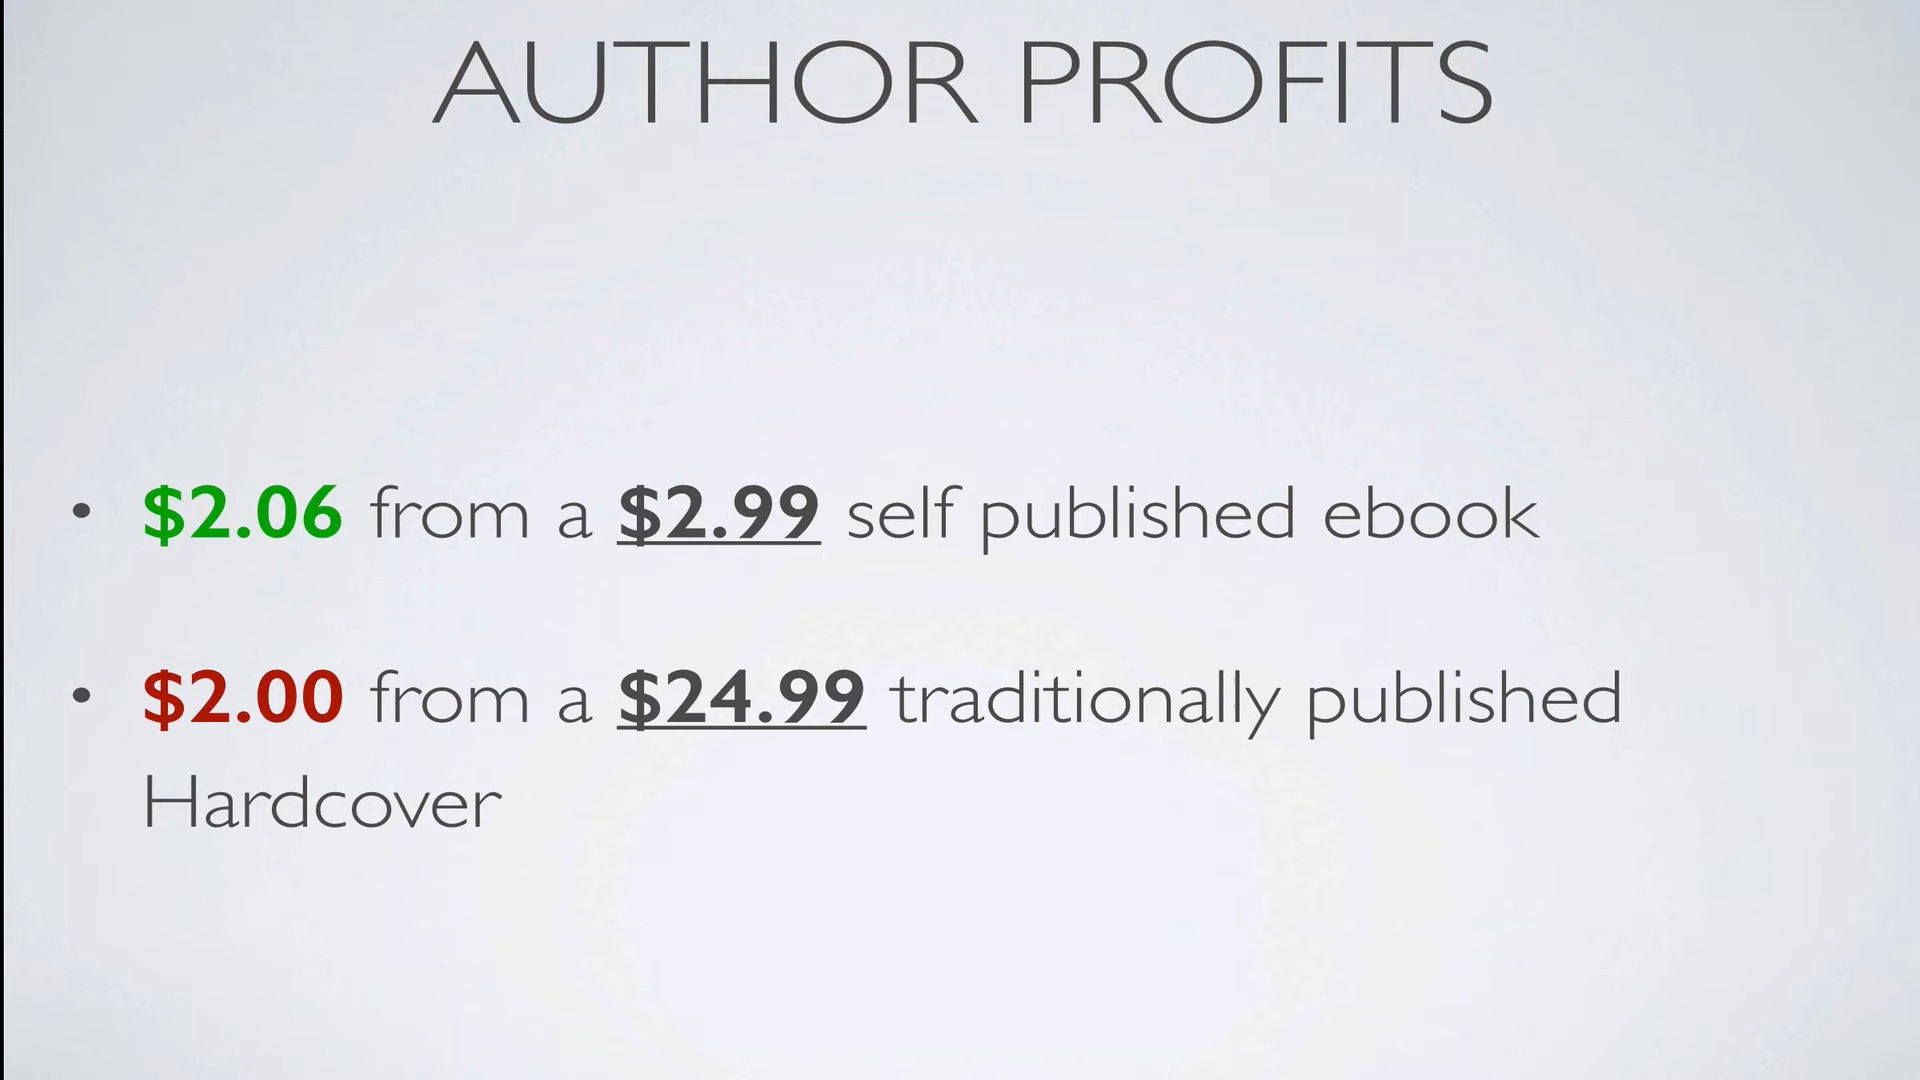 AUTHOR PROFITS
• $2.06 from a $2.99 self published ebook
• $2.00 from a $24.99 traditionally published
Hardcover